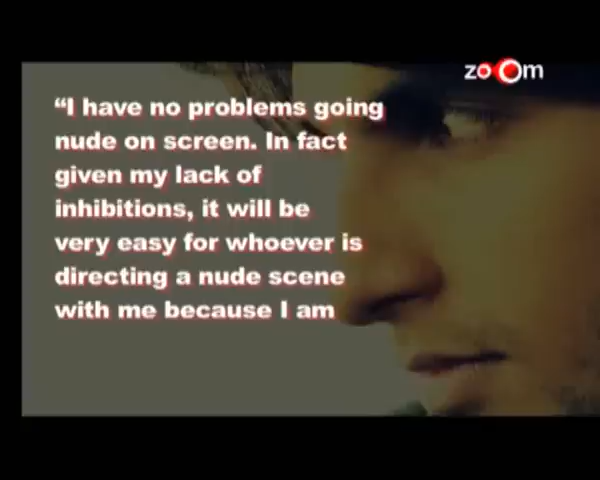 zoOm
“I have no problems going
nude on screen. In fact
given my lack of
inhibitions, it will be
very easy for whoever is
directing a nude scene
with me because I am